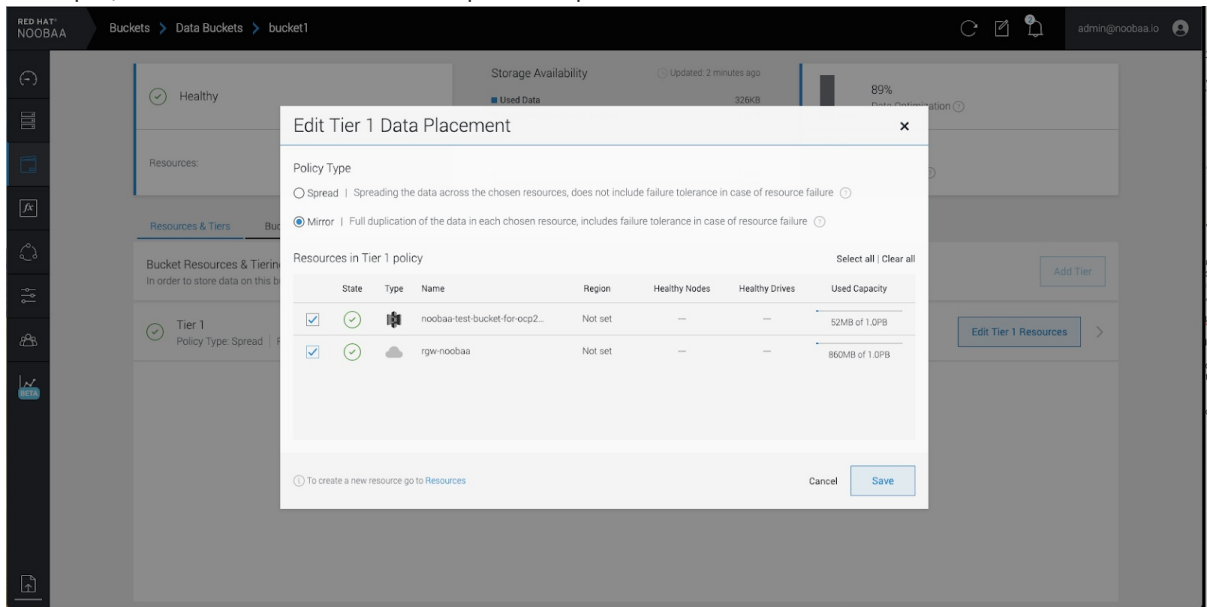 RED HAT®
NOOBAA
Buckets > Data Buckets > bucket1
2
admin@noobaa.io
Healthy
Storage Availability
Updated: 2 minutes ago
Used Data
326KB
89%
Data Optimization
Resources:
Edit Tier 1 Data Placement
×
Policy Type
Spread | Spreading the data across the chosen resources, does not include failure tolerance in case of resource failure
Mirror | Full duplication of the data in each chosen resource, includes failure tolerance in case of resource failure
Resources & Tiers
Buc
Bucket Resources & Tierin
In order to store data on this b
Add Tier
Resources in Tier 1 policy
Select all | Clear all
State Type Name Region Healthy Nodes Healthy Drives Used Capacity
noobaa-test-bucket-for-ocp2... Not set — — 52MB of 1.0PB
rgw-noobaa Not set — — 860MB of 1.0PB
Tier 1
Policy Type: Spread |
Edit Tier 1 Resources
BETA
To create a new resource go to Resources
Cancel
Save